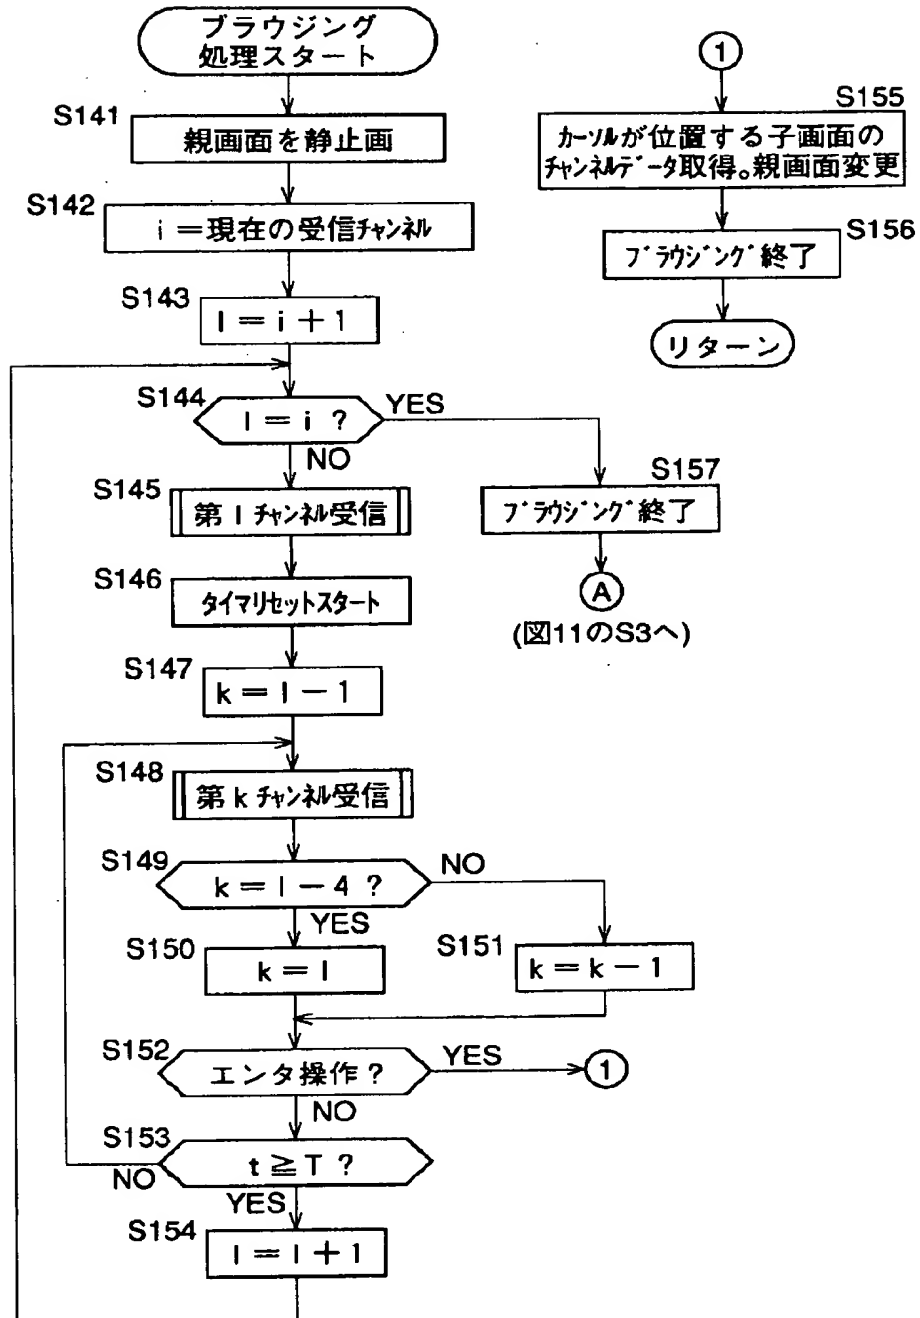 ブラウジング
処理スタート
S141
親画面を静止画
S142
i=現在の受信チャンネル
S143
l=i+1
S144
l=i?
YES
NO
S145
第lチャンネル受信
S146
タイマリセットスタート
S147
k=l-1
S148
第kチャンネル受信
S149
k=l-4?
NO
YES
S150
k=l
S151
k=k-1
S152
エンタ操作?
YES
1
NO
S153
t≧T?
NO
YES
S154
l=l+1
1
S155
カーソルが位置する子画面の
チャンネルデータ取得。親画面変更
S156
ブラウジング終了
リターン
S157
ブラウジング終了
A
(図11のS3へ)